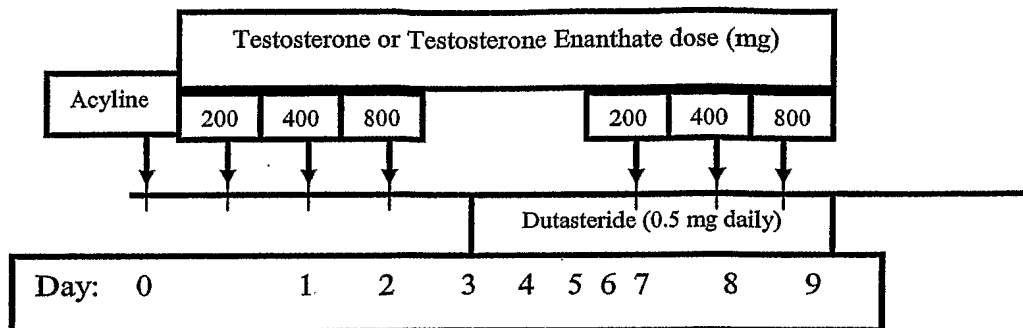 Testosterone or Testosterone Enanthate dose (mg)
Acyline
200 400 800 200 400 800
Dutasteride (0.5 mg daily)
Day: 0 1 2 3 4 5 6 7 8 9